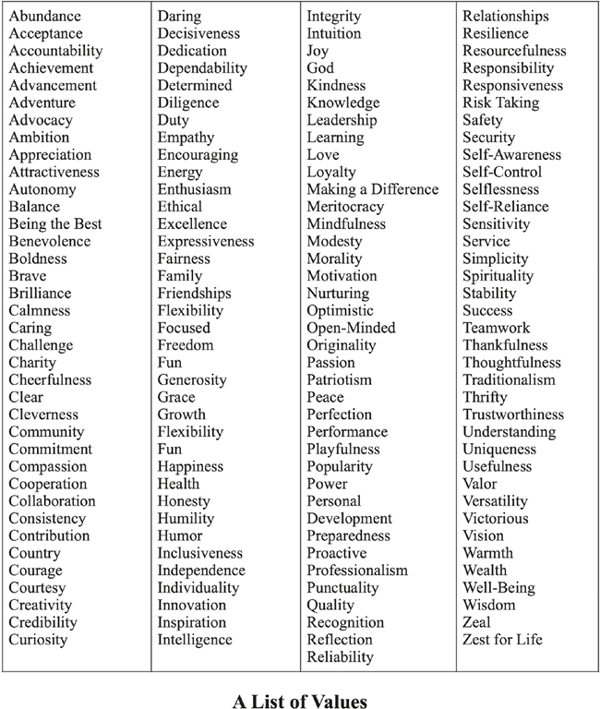 Abundance
Acceptance
Accountability
Achievement
Advancement
Adventure
Advocacy
Ambition
Appreciation
Attractiveness
Autonomy
Balance
Being the Best
Benevolence
Boldness
Brave
Brilliance
Calmness
Caring
Challenge
Charity
Cheerfulness
Clear
Cleverness
Community
Commitment
Compassion
Cooperation
Collaboration
Consistency
Contribution
Country
Courage
Courtesy
Creativity
Credibility
Curiosity
Daring
Decisiveness
Dedication
Dependability
Determined
Diligence
Duty
Empathy
Encouraging
Energy
Enthusiasm
Ethical
Excellence
Expressiveness
Fairness
Family
Friendships
Flexibility
Focused
Freedom
Fun
Generosity
Grace
Growth
Flexibility
Fun
Happiness
Health
Honesty
Humility
Humor
Inclusiveness
Independence
Individuality
Innovation
Inspiration
Intelligence
Integrity
Intuition
Joy
God
Kindness
Knowledge
Leadership
Learning
Love
Loyalty
Making a Difference
Meritocracy
Mindfulness
Modesty
Morality
Motivation
Nurturing
Optimistic
Open-Minded
Originality
Passion
Patriotism
Peace
Perfection
Performance
Playfulness
Popularity
Power
Personal
Development
Preparedness
Proactive
Professionalism
Punctuality
Quality
Recognition
Reflection
Reliability
Relationships
Resilience
Resourcefulness
Responsibility
Responsiveness
Risk Taking
Safety
Security
Self-Awareness
Self-Control
Selflessness
Self-Reliance
Sensitivity
Service
Simplicity
Spirituality
Stability
Success
Teamwork
Thankfulness
Thoughtfulness
Traditionalism
Thrifty
Trustworthiness
Understanding
Uniqueness
Usefulness
Valor
Versatility
Victorious
Vision
Warmth
Wealth
Well-Being
Wisdom
Zeal
Zest for Life
A List of Values